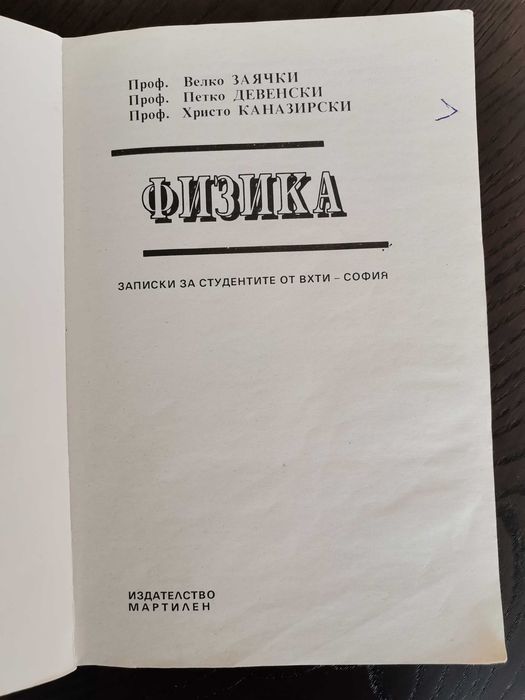 Проф. Велко ЗАЯЧКИ
Проф. Петко ДЕВЕНСКИ
Проф. Христо КАНАЗИРСКИ
ФИЗИКА
ЗАПИСКИ ЗА СТУДЕНТИТЕ ОТ ВХТИ – СОФИЯ
ИЗДАТЕЛСТВО
МАРТИЛЕН